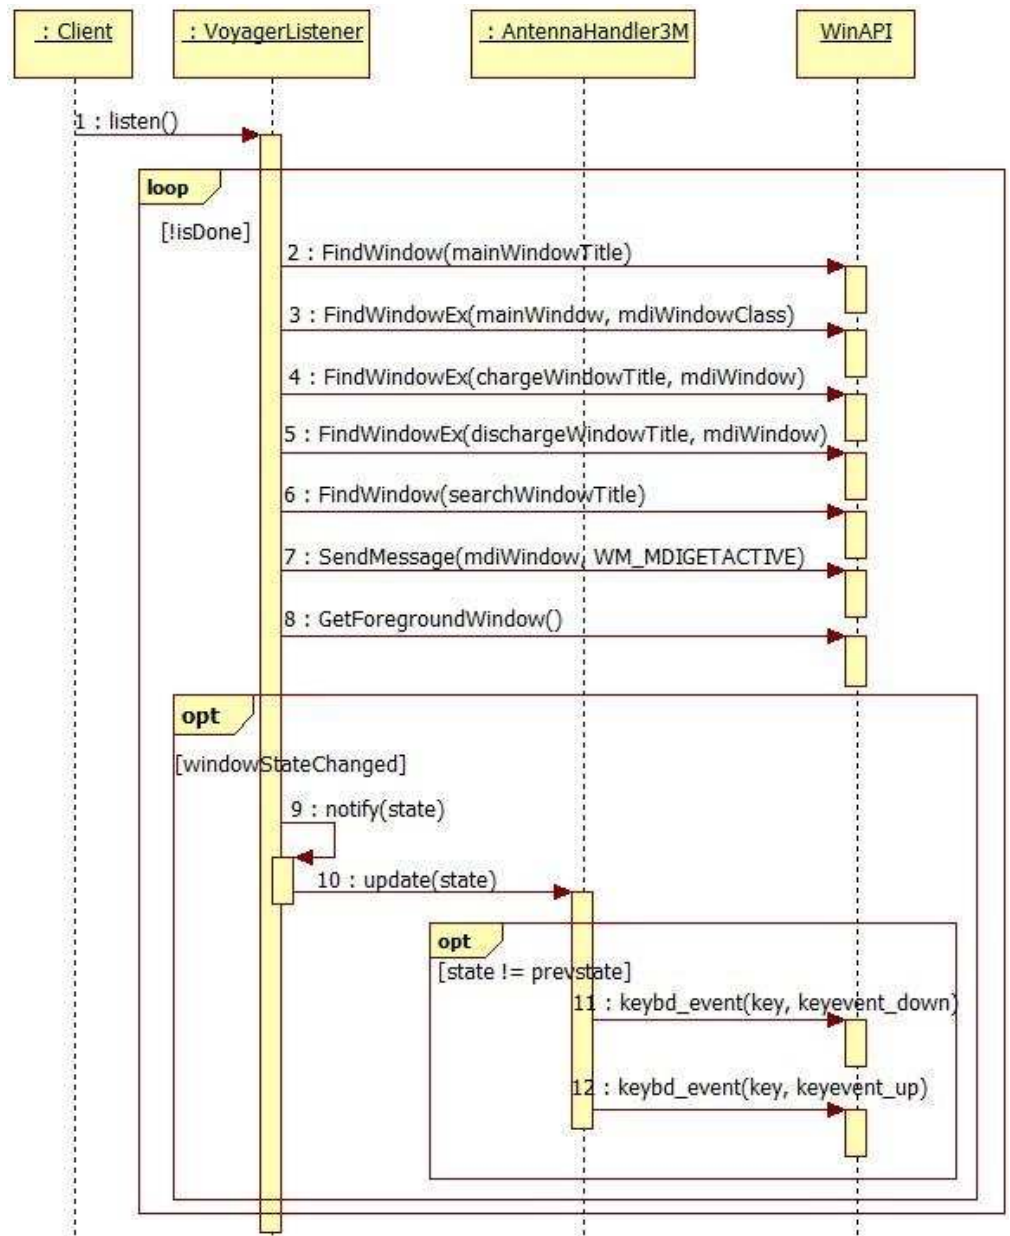 : Client
: VoyagerListener
: AntennaHandler3M
WinAPI
1 : listen()
loop
[!isDone]
2 : FindWindow(mainWindowTitle)
3 : FindWindowEx(mainWindow, mdiWindowClass)
4 : FindWindowEx(chargeWindowTitle, mdiWindow)
5 : FindWindowEx(dischargeWindowTitle, mdiWindow)
6 : FindWindow(searchWindowTitle)
7 : SendMessage(mdiWindow, WM_MDIGETACTIVE)
8 : GetForegroundWindow()
opt
[windowStateChanged]
9 : notify(state)
10 : update(state)
opt
[state != prevstate]
11 : keybd_event(key, keyevent_down)
12 : keybd_event(key, keyevent_up)